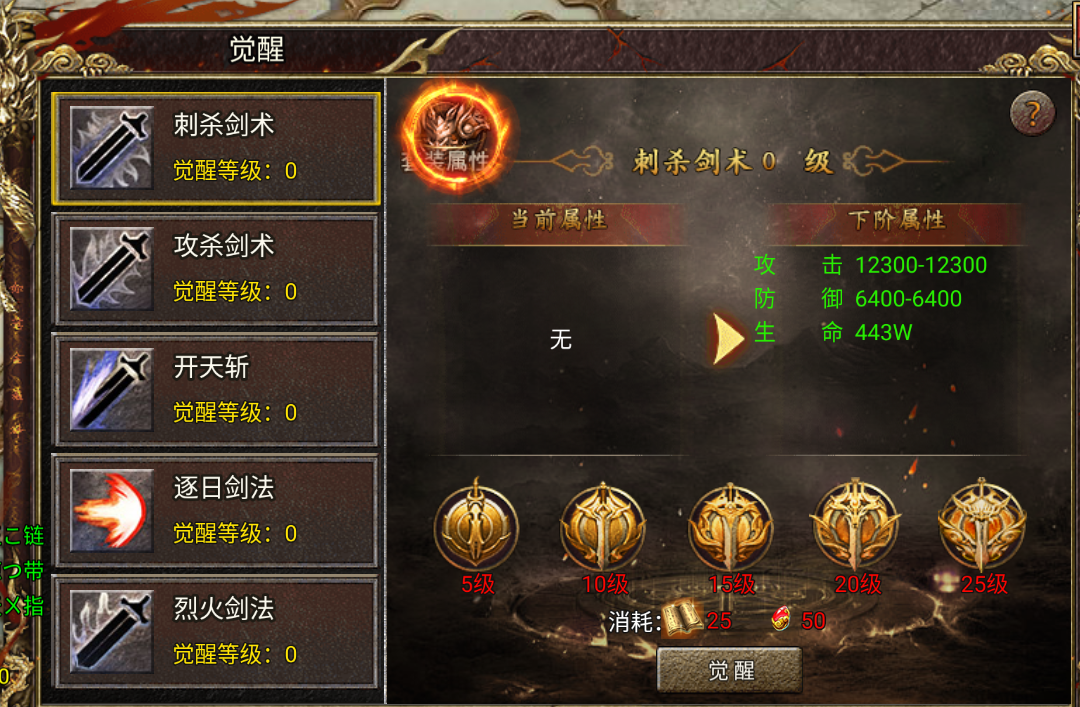 觉醒
刺杀剑术
觉醒等级：0
攻杀剑术
觉醒等级：0
开天斩
觉醒等级：0
逐日剑法
觉醒等级：0
烈火剑法
觉醒等级：0
套装属性
?
刺杀剑术 0 级
当前属性
下阶属性
无
攻 击 12300-12300
防 御 6400-6400
生 命 443W
5级 10级 15级 20级 25级
消耗: 25 50
觉醒
链
带
指